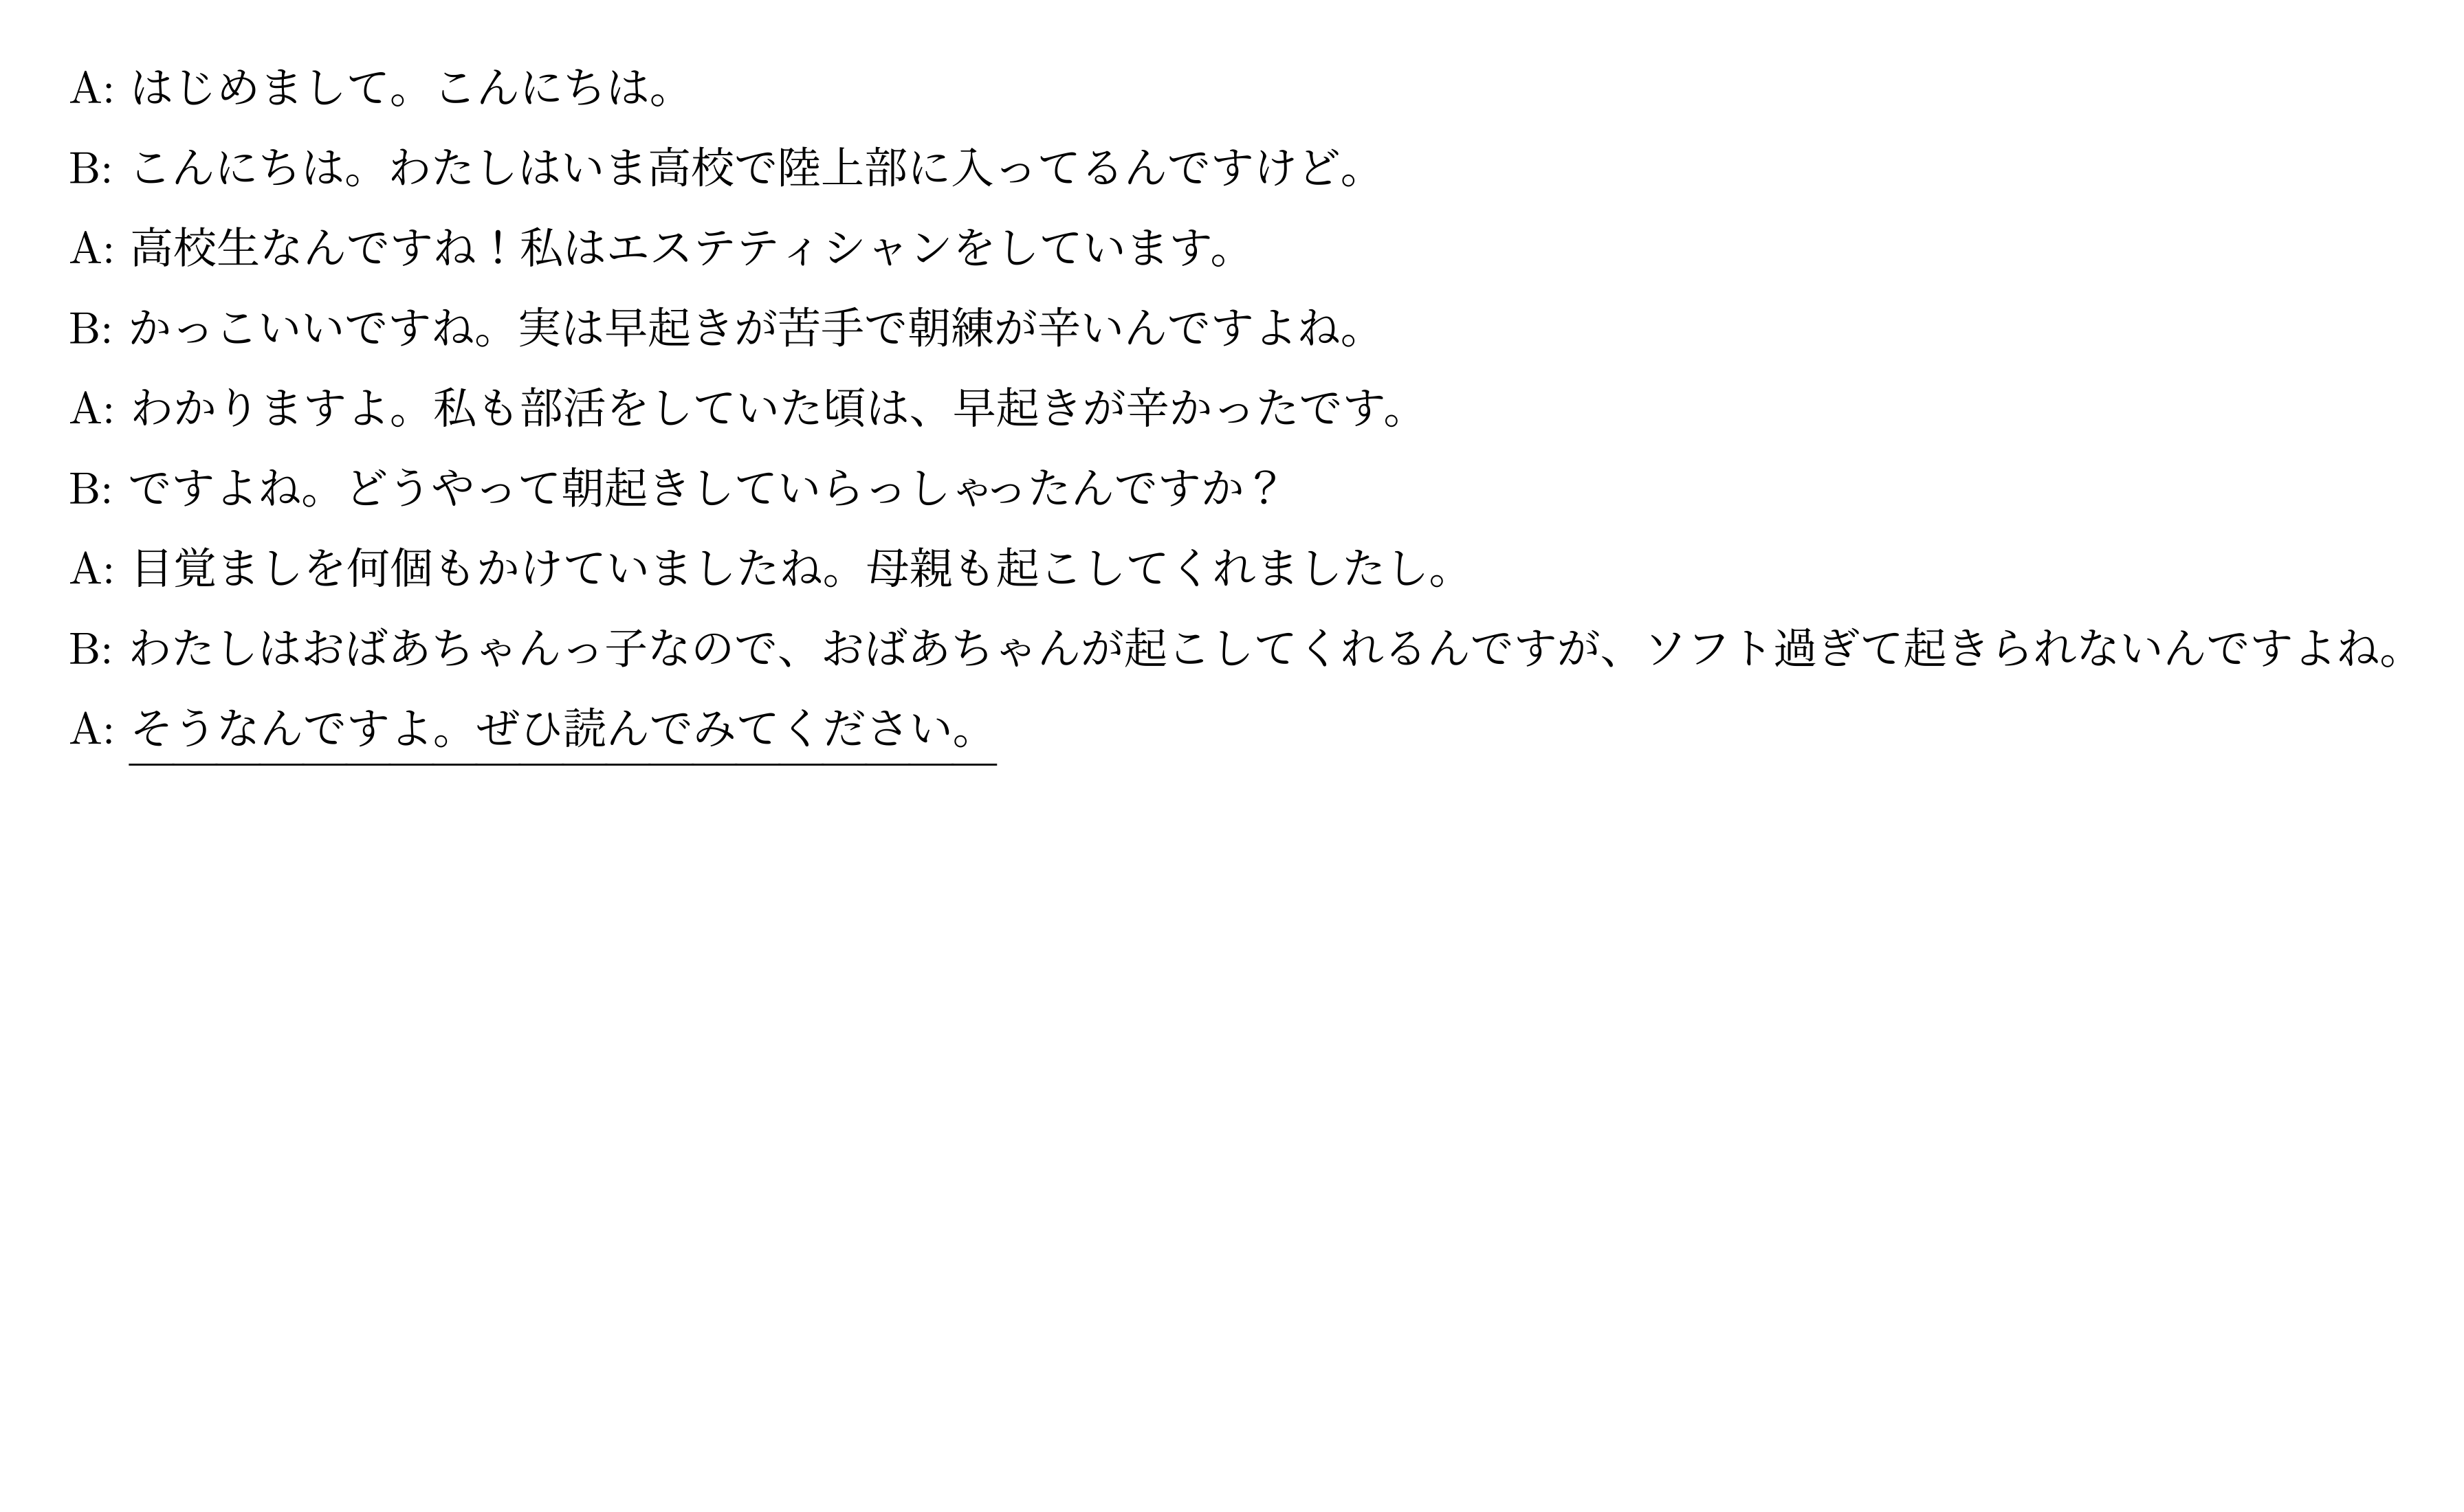 A: はじめまして。こんにちは。
B: こんにちは。わたしはいま高校で陸上部に入ってるんですけど。
A: 高校生なんですね！私はエステティシャンをしています。
B: かっこいいですね。実は早起きが苦手で朝練が辛いんですよね。
A: わかりますよ。私も部活をしていた頃は、早起きが辛かったです。
B: ですよね。どうやって朝起きしていらっしゃったんですか？
A: 目覚ましを何個もかけていましたね。母親も起こしてくれましたし。
B: わたしはおばあちゃんっ子なので、おばあちゃんが起こしてくれるんですが、ソフト過ぎて起きられないんですよね。
A: そうなんですよ。ぜひ読んでみてください。